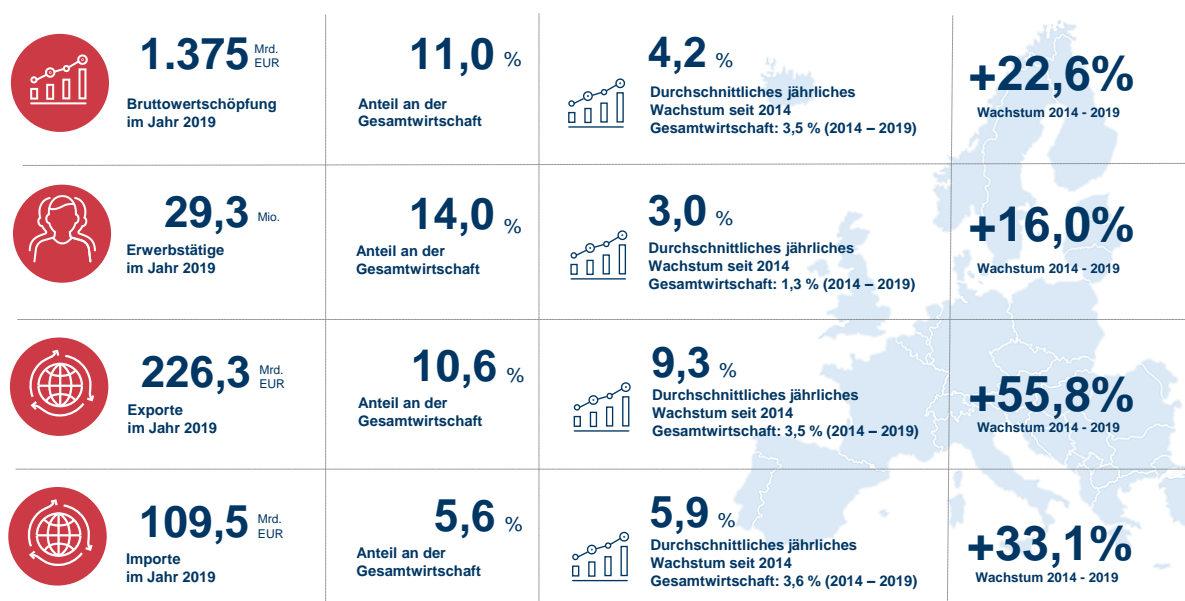 1.375 Mrd. EUR
Bruttowertschöpfung
im Jahr 2019
11,0 %
Anteil an der
Gesamtwirtschaft
4,2 %
Durchschnittliches jährliches
Wachstum seit 2014
Gesamtwirtschaft: 3,5 % (2014 – 2019)
+22,6%
Wachstum 2014 - 2019
29,3 Mio.
Erwerbstätige
im Jahr 2019
14,0 %
Anteil an der
Gesamtwirtschaft
3,0 %
Durchschnittliches jährliches
Wachstum seit 2014
Gesamtwirtschaft: 1,3 % (2014 – 2019)
+16,0%
Wachstum 2014 - 2019
226,3 Mrd. EUR
Exporte
im Jahr 2019
10,6 %
Anteil an der
Gesamtwirtschaft
9,3 %
Durchschnittliches jährliches
Wachstum seit 2014
Gesamtwirtschaft: 3,5 % (2014 – 2019)
+55,8%
Wachstum 2014 - 2019
109,5 Mrd. EUR
Importe
im Jahr 2019
5,6 %
Anteil an der
Gesamtwirtschaft
5,9 %
Durchschnittliches jährliches
Wachstum seit 2014
Gesamtwirtschaft: 3,6 % (2014 – 2019)
+33,1%
Wachstum 2014 - 2019